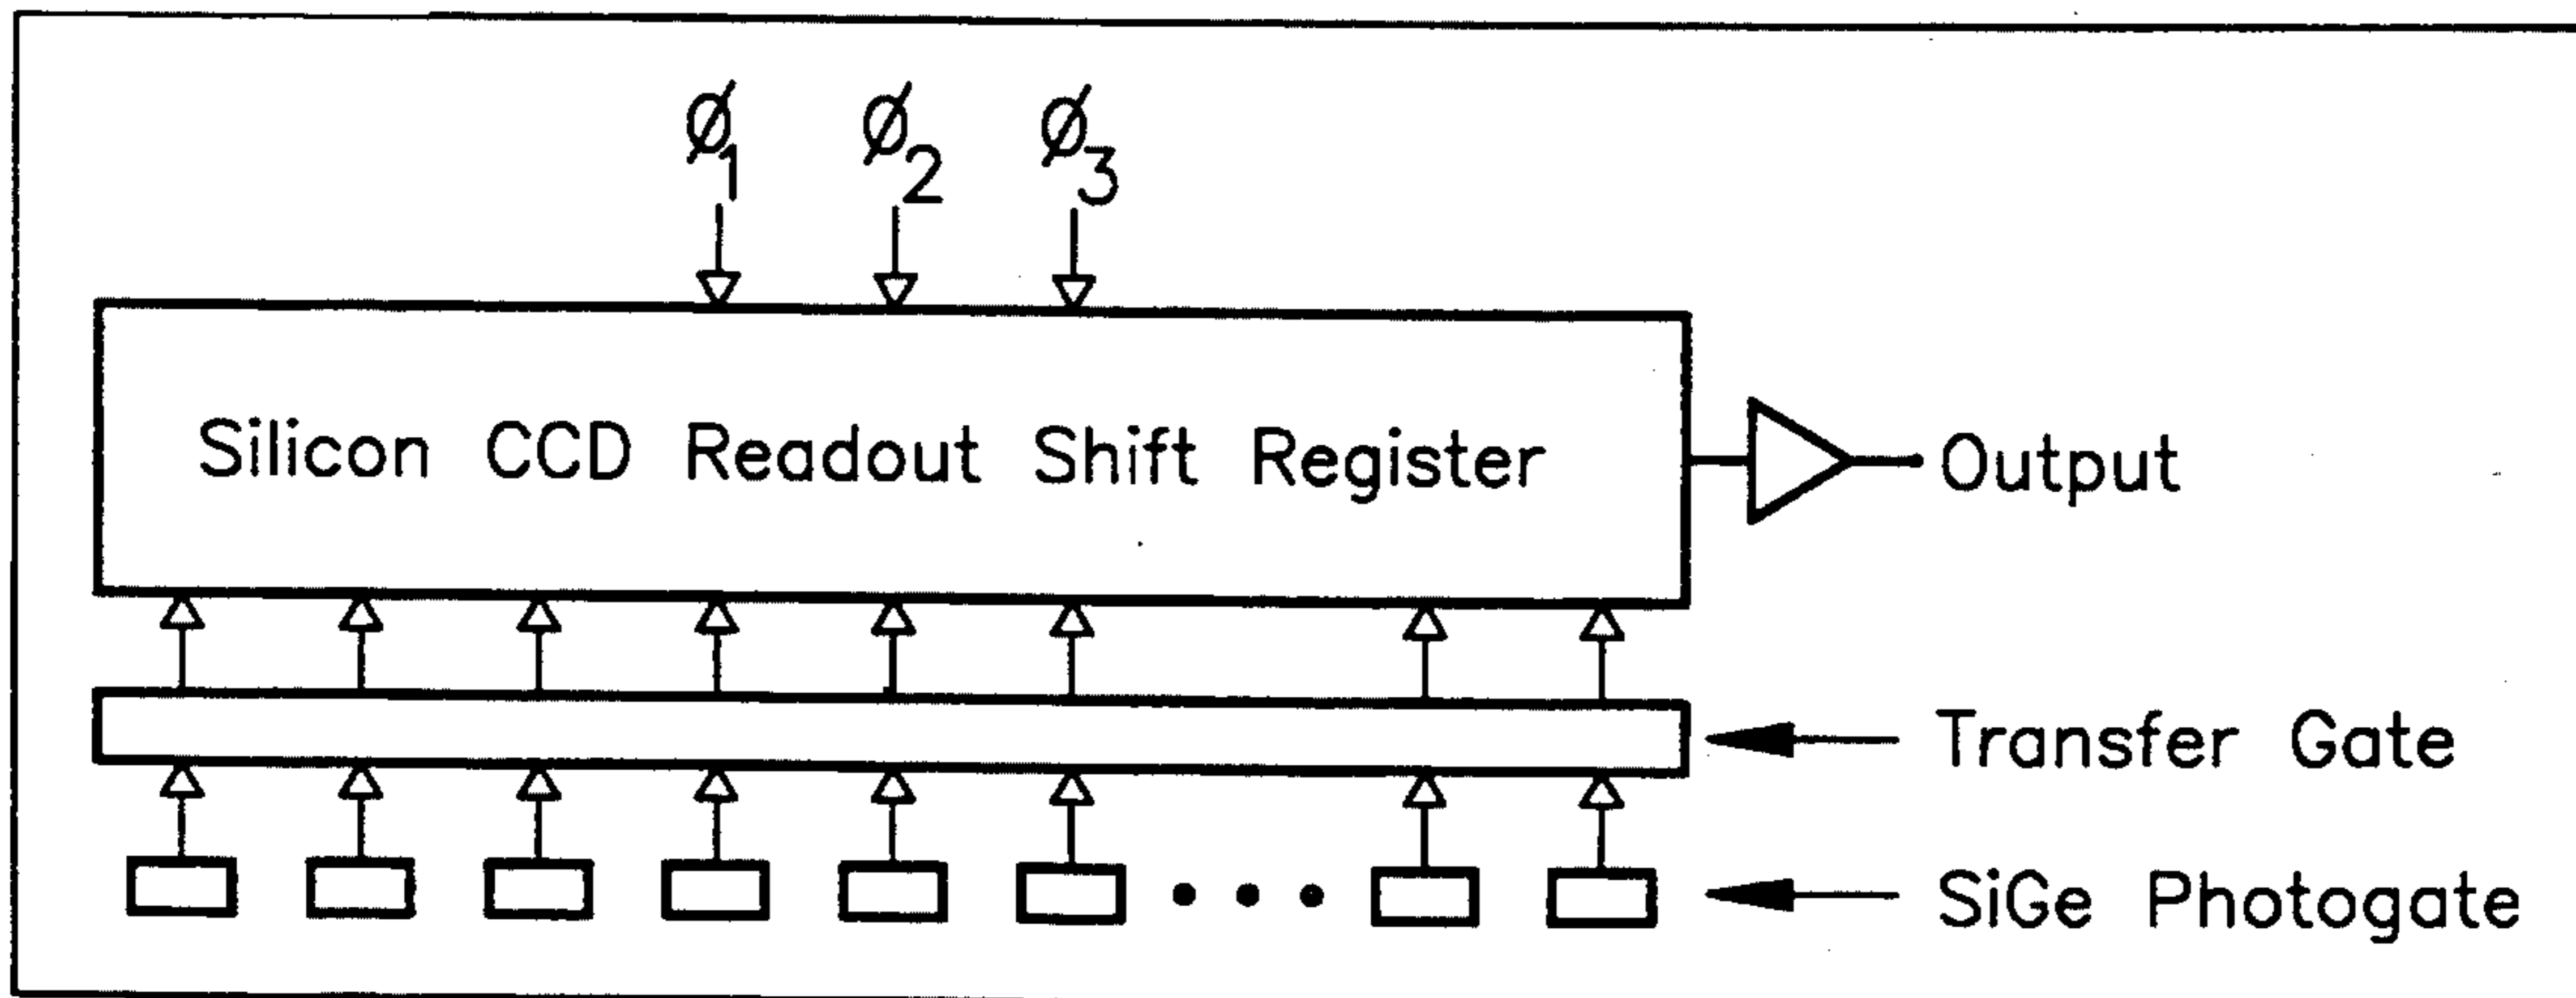 Ø1 Ø2 Ø3
Silicon CCD Readout Shift Register
Output
Transfer Gate
SiGe Photogate